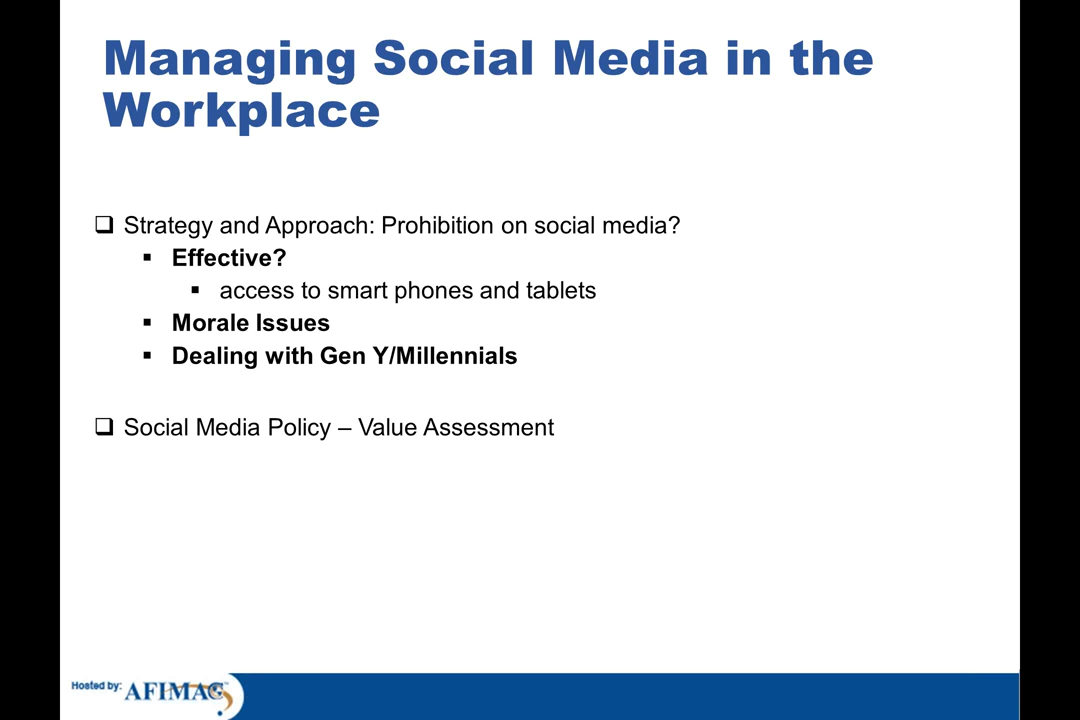 Managing Social Media in the
Workplace
❑ Strategy and Approach: Prohibition on social media?
▪ Effective?
▪ access to smart phones and tablets
▪ Morale Issues
▪ Dealing with Gen Y/Millennials
❑ Social Media Policy – Value Assessment
Hosted by: AFIMAC™